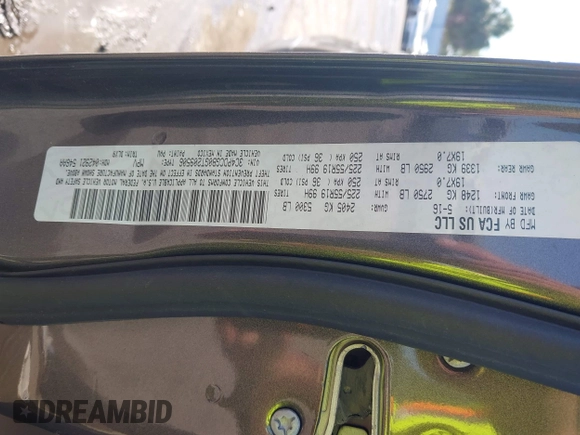 MFD BY FCA US LLC
DATE OF MFR(BUILT): 5-16 GVWR: 2405 KG 5300 LB
GAWR FRONT: 1249 KG 2750 LB WITH 225/55R19 99H TIRES
19X7.0 RIMS AT 250 KPA( 36 PSI COLD
GAWR REAR: 1339 KG 2950 LB WITH 225/55R19 99H TIRES
19X7.0 RIMS AT 250 KPA( 36 PSI COLD
THIS VEHICLE CONFORMS TO ALL APPLICABLE U.S.A. FEDERAL MOTOR VEHICLE SAFETY AND
THEFT PREVENTION STANDARDS IN EFFECT ON THE DATE OF MANUFACTURE SHOWN ABOVE
VIN: TYPE: MPV
VEHICLE MADE IN MEXICO PAINT: TRIM:
DREAMBID